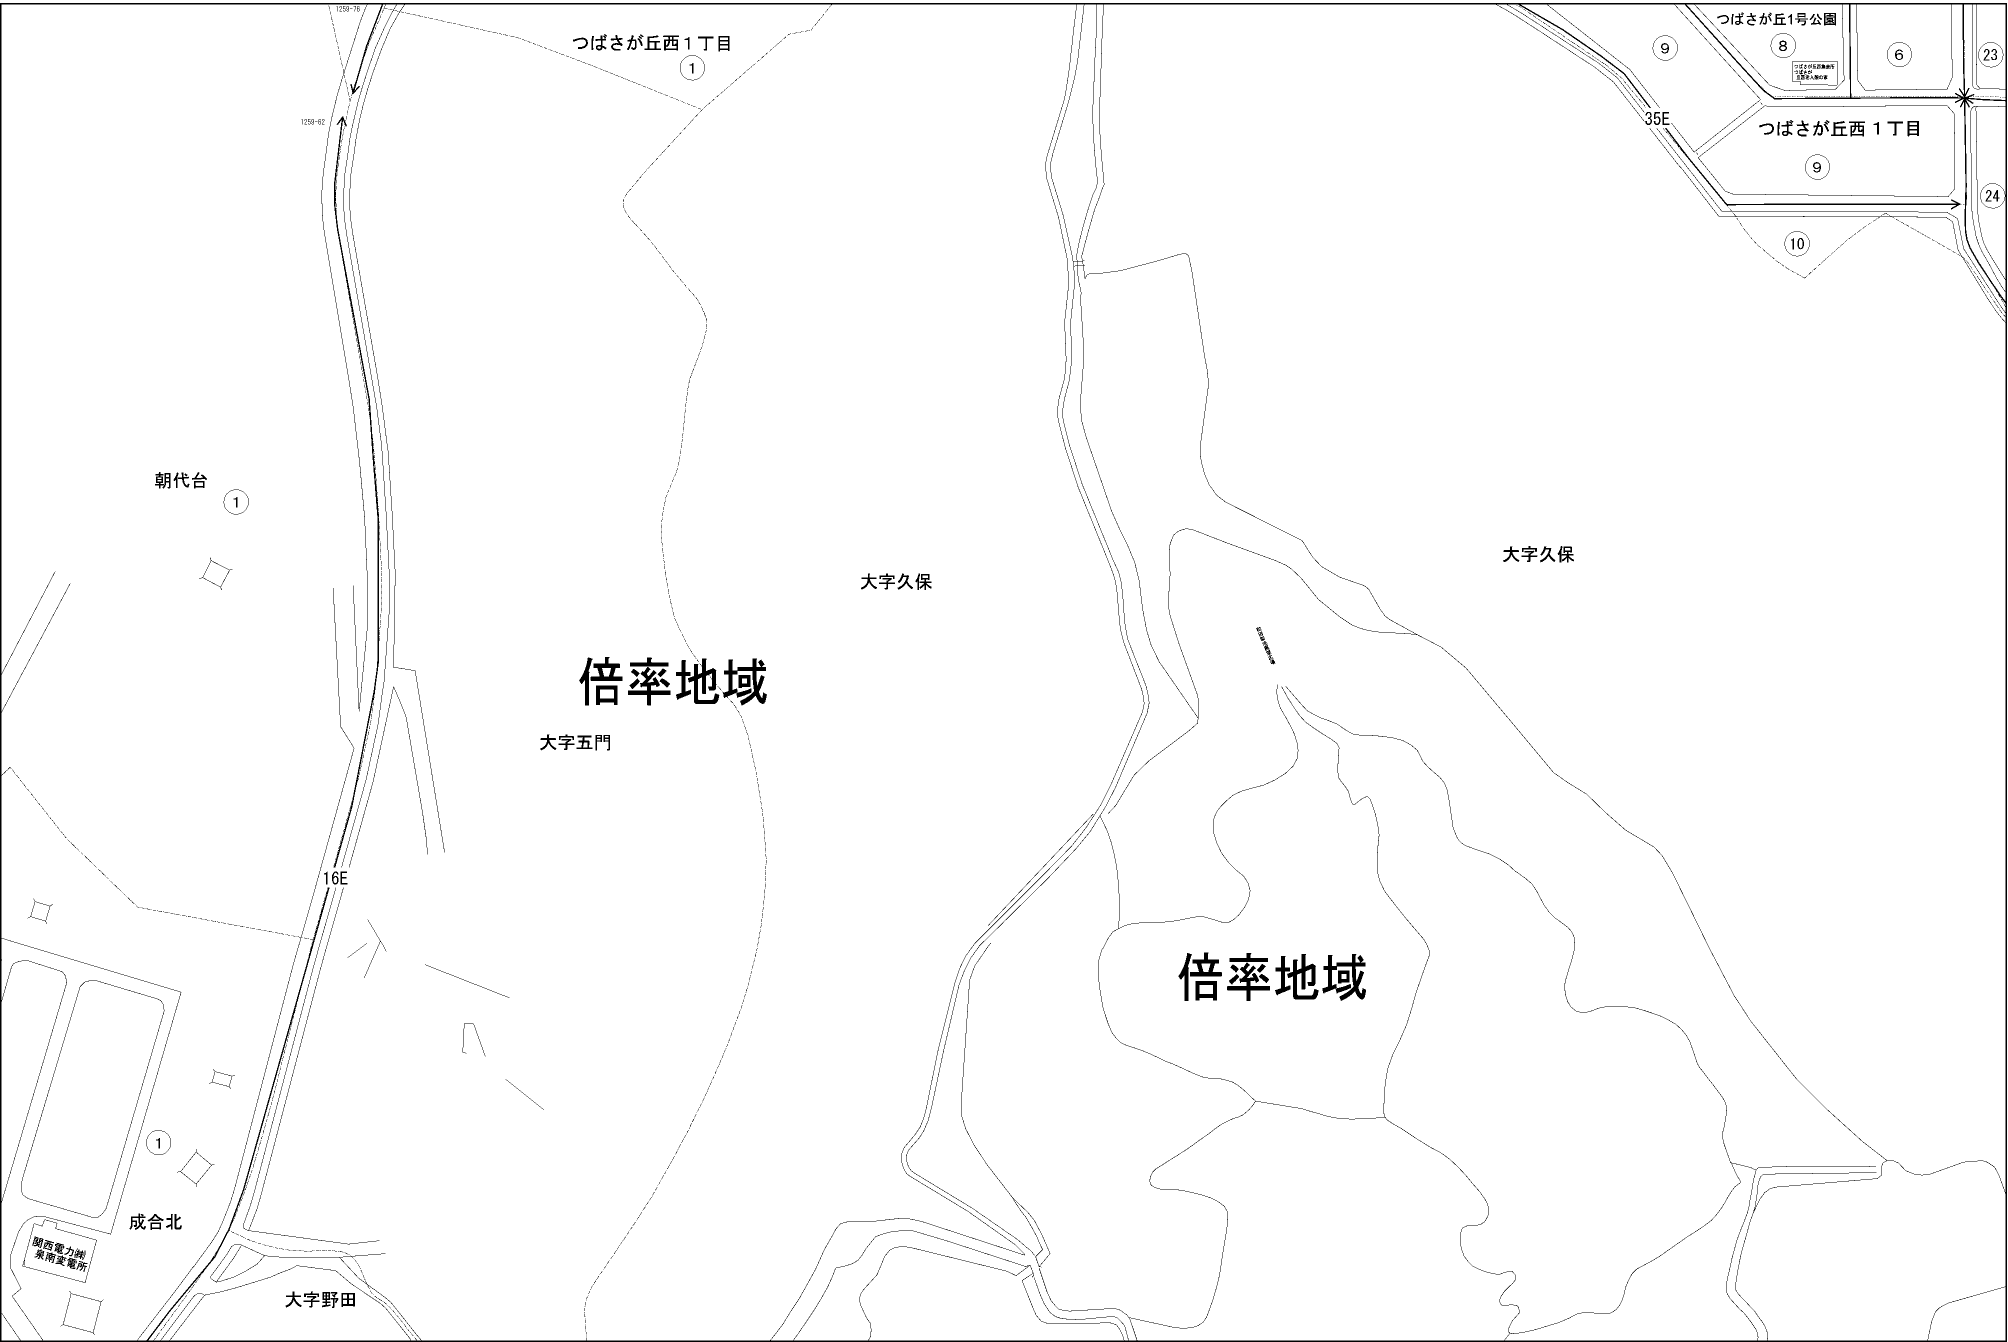 1259-76
つばさが丘西１丁目
1
つばさが丘1号公園
9
8
6
23
1259-62
35E
つばさが丘西１丁目
9
24
10
朝代台
1
大字久保
大字久保
倍率地域
大字五門
16E
倍率地域
1
成合北
関西電力㈱
泉南変電所
大字野田